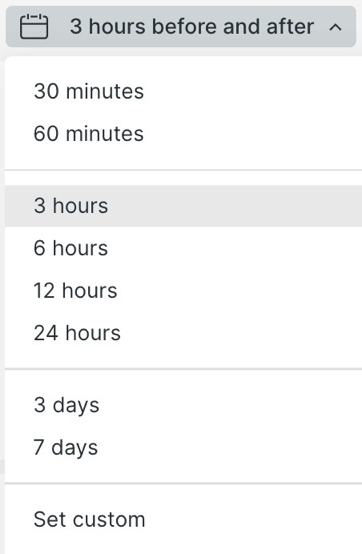 3 hours before and after
30 minutes
60 minutes
3 hours
6 hours
12 hours
24 hours
3 days
7 days
Set custom